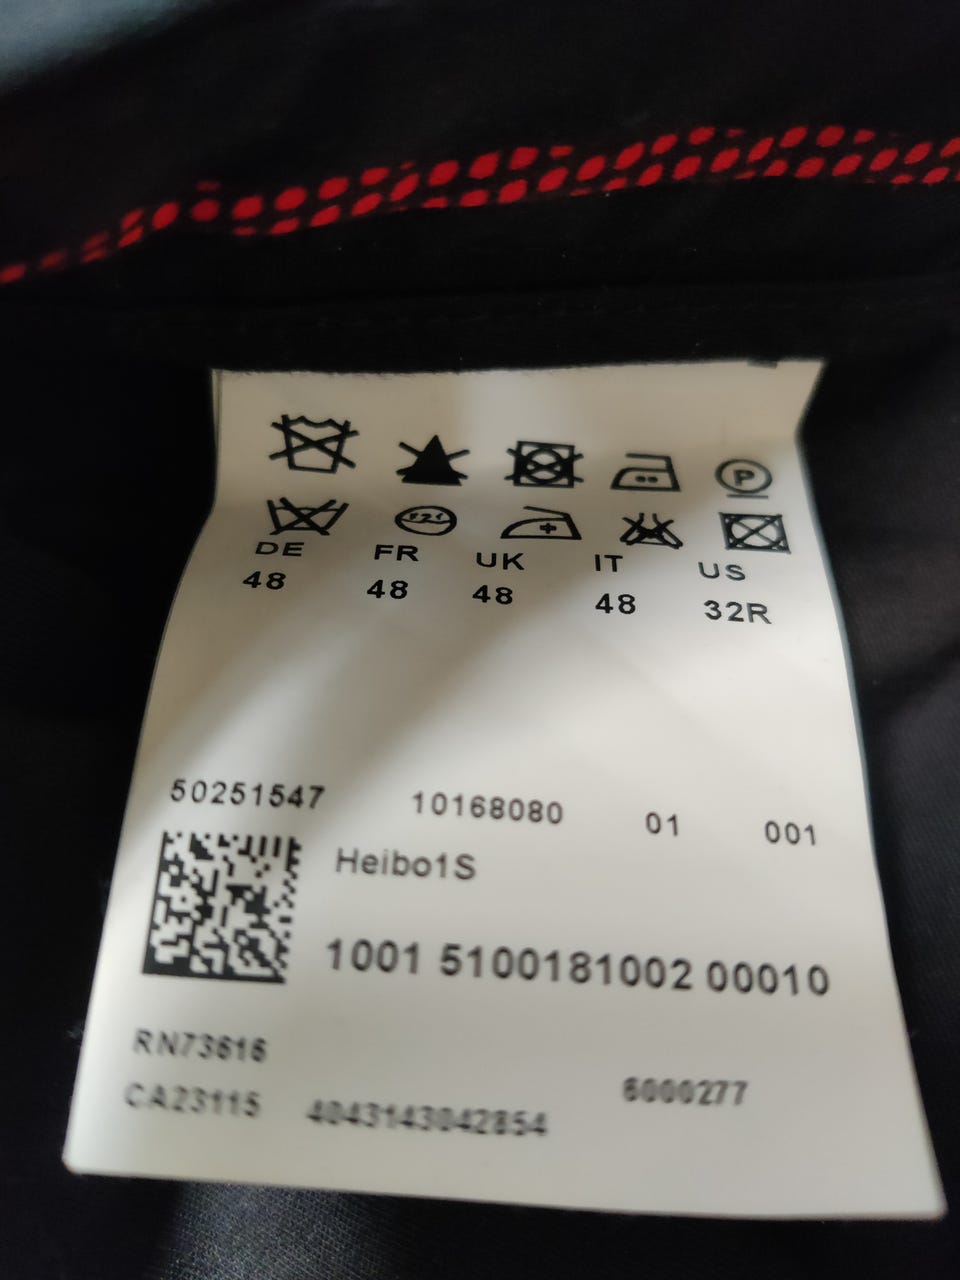 P
DE FR UK IT US
48 48 48 48 32R
50251547 10168080 01 001
Heibo1S
1001 5100181002 00010
RN73616
CA23115 4043143042854 6000277